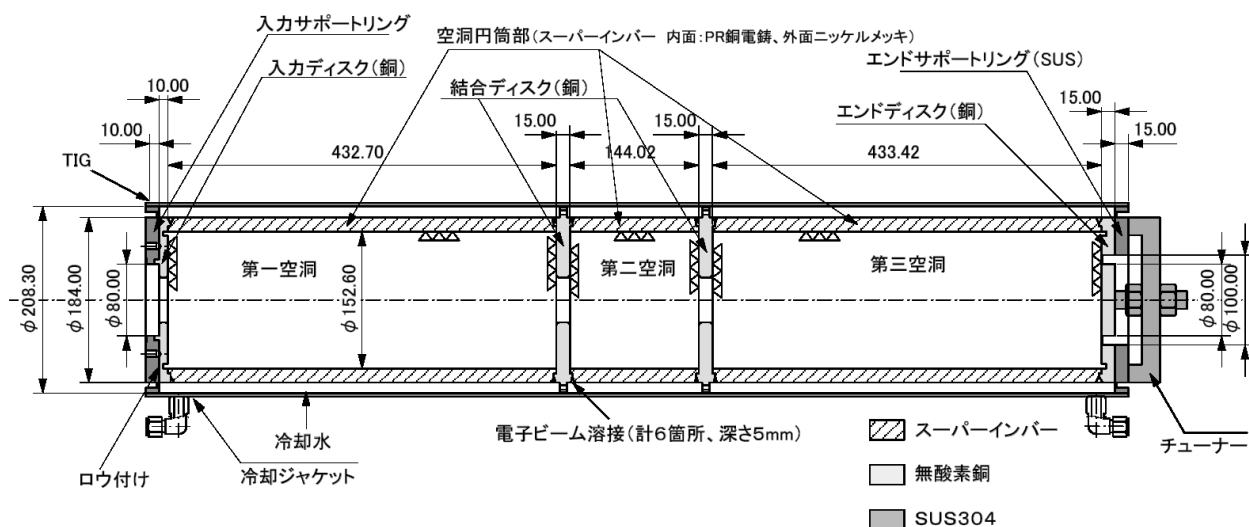 入力サポートリング
空洞円筒部(スーパーインバー 内面:PR銅電鋳、外面ニッケルメッキ)
エンドサポートリング(SUS)
入力ディスク(銅)
結合ディスク(銅)
エンドディスク(銅)
10.00
15.00
15.00
15.00
10.00
15.00
TIG
432.70
144.02
433.42
第一空洞
第二空洞
第三空洞
φ208.30
φ184.00
φ80.00
φ152.60
φ80.00
φ100.00
冷却水
電子ビーム溶接(計6箇所、深さ5mm)
スーパーインバー
チューナー
ロウ付け
冷却ジャケット
無酸素銅
SUS304